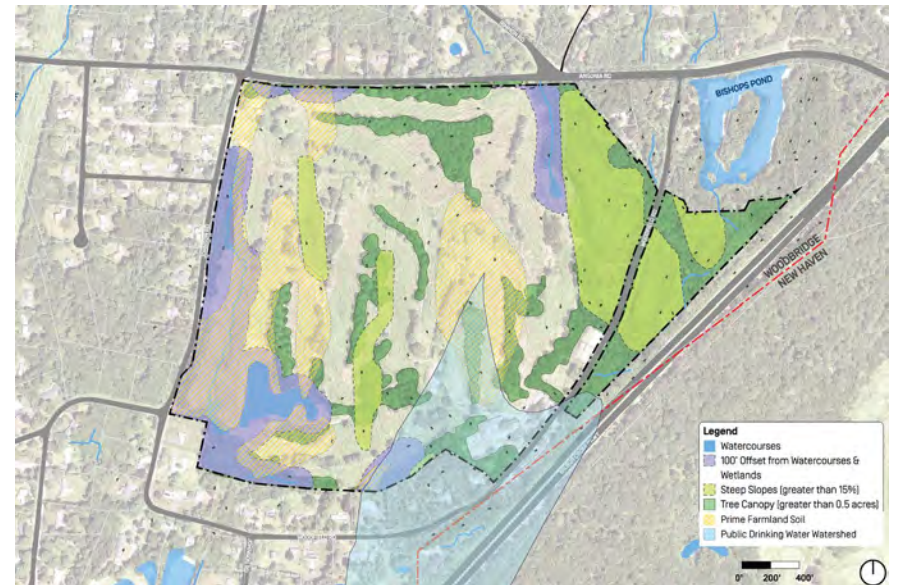 ANSONIA RD
BISHOPS POND
WOODBRIDGE
NEW HAVEN
Legend
Watercourses
100' Offset from Watercourses &
Wetlands
Steep Slopes (greater than 15%)
Tree Canopy (greater than 0.5 acres)
Prime Farmland Soil
Public Drinking Water Watershed
0' 200' 400'